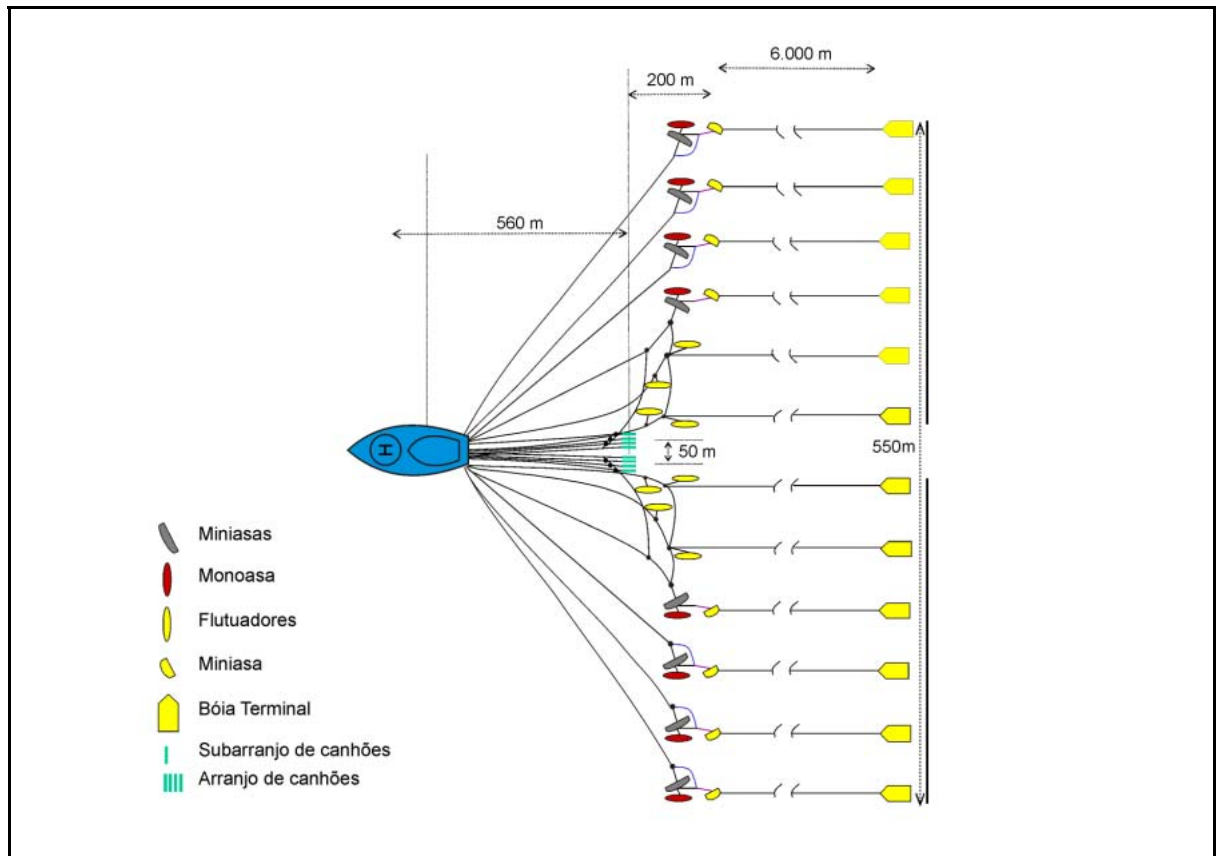 6.000 m
200 m
560 m
H
50 m
550m
Miniasas
Monoasa
Flutuadores
Miniasa
Bóia Terminal
Subarranjo de canhões
Arranjo de canhões